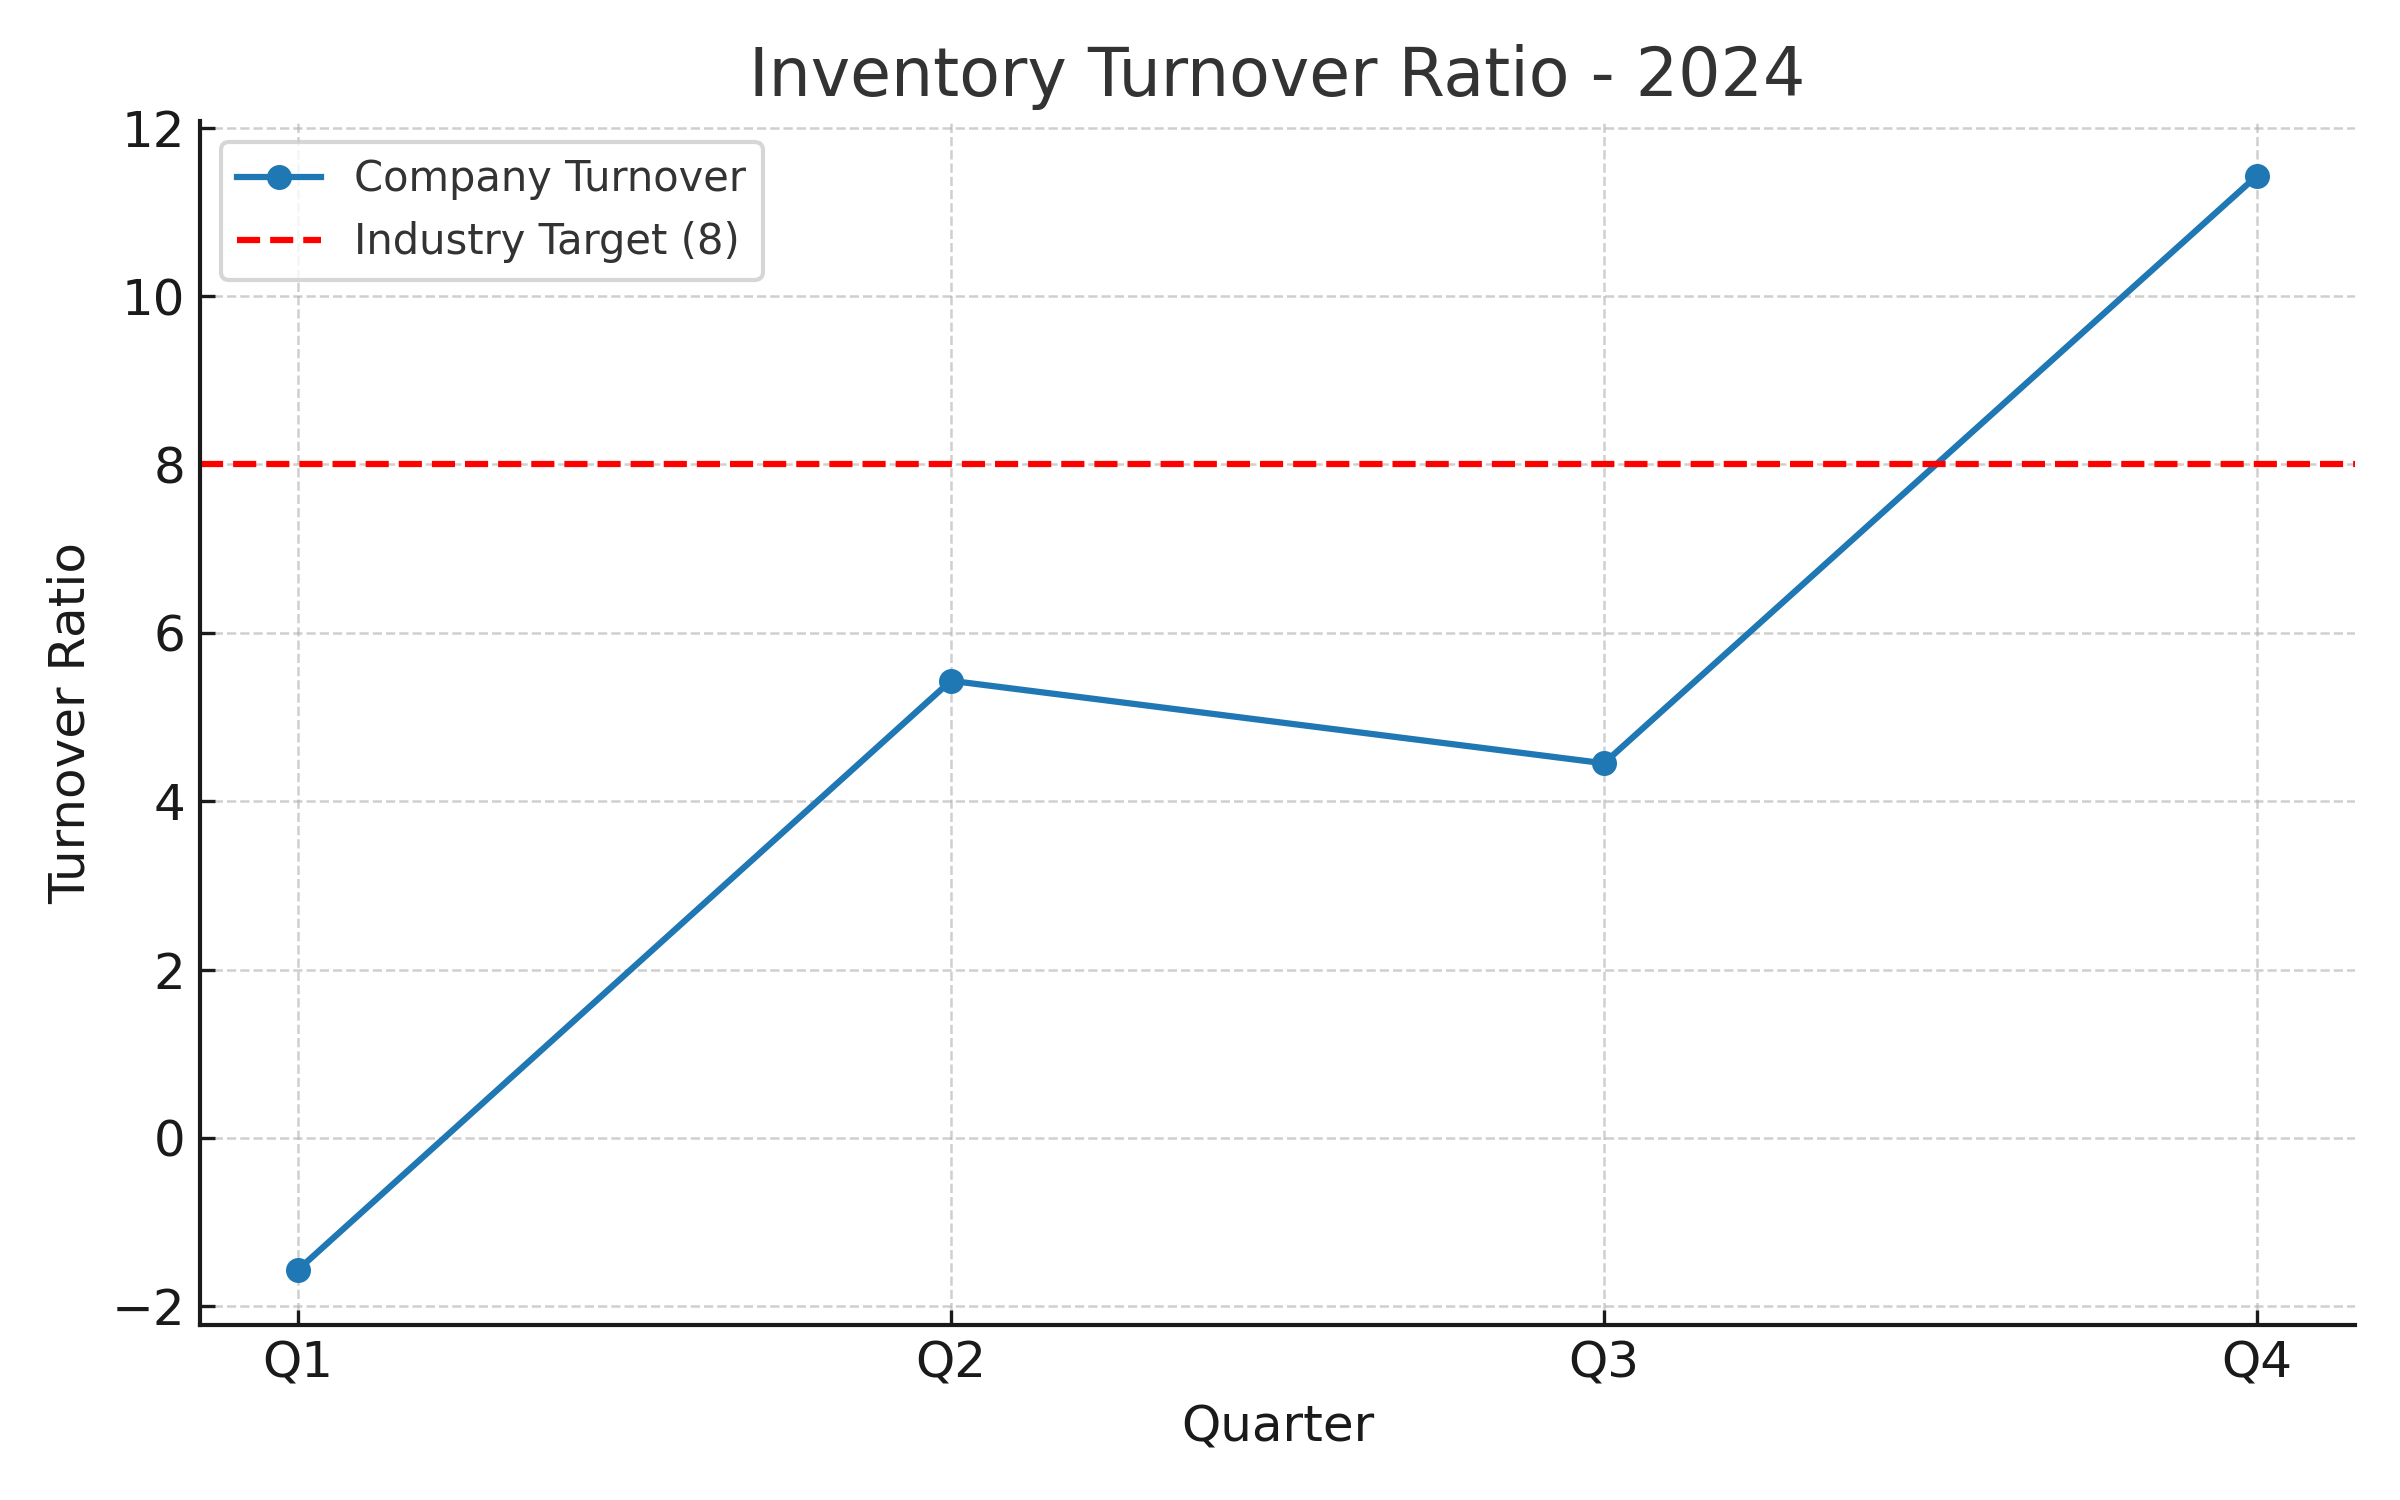 Inventory Turnover Ratio - 2024
12
Company Turnover
Industry Target (8)
10
8
6
4
2
0
−2
Turnover Ratio
Q1 Q2 Q3 Q4
Quarter